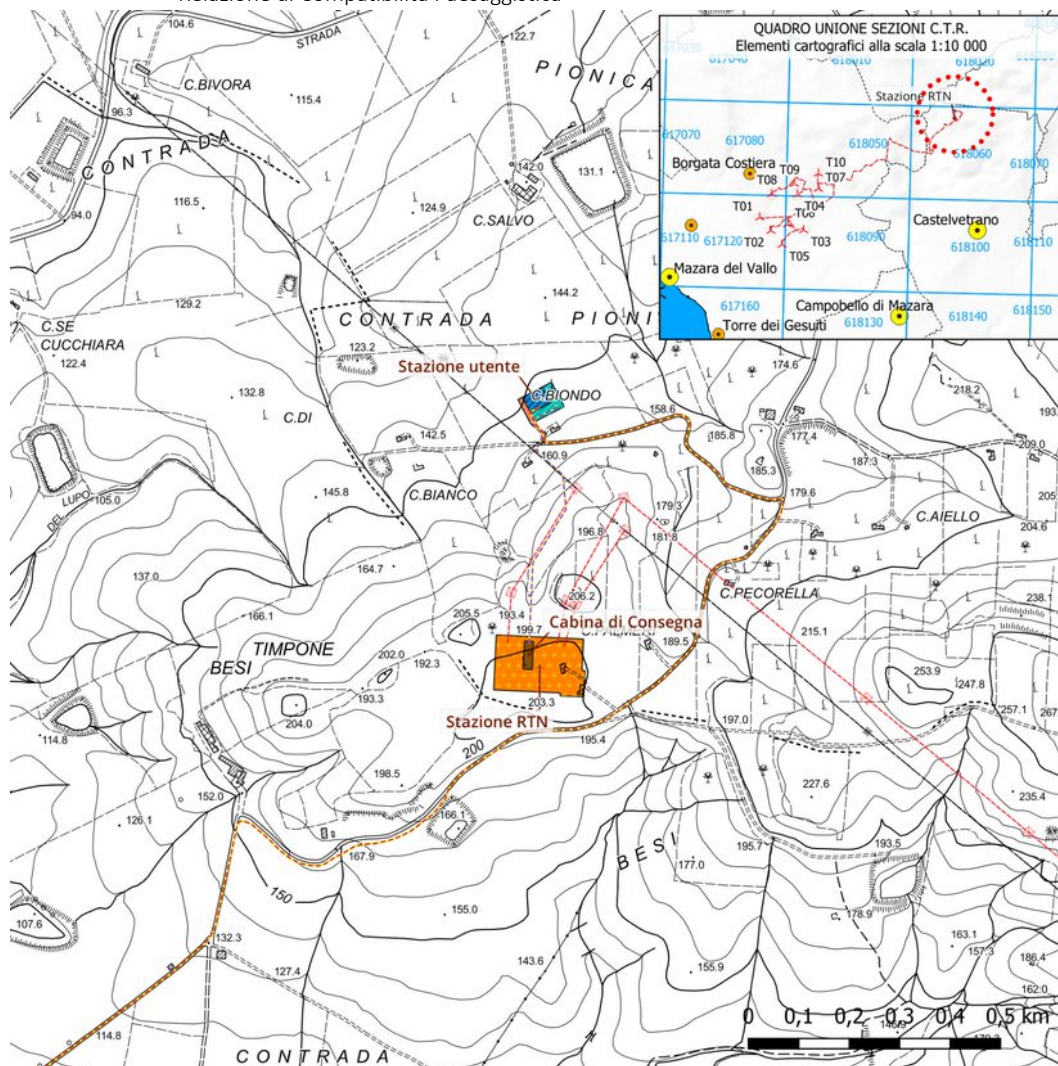 Relazione di Compatibilità Paesaggistica
104.6
STRADA
122.7
C.BIVORA
PIONICA
115.4
96.3
CONTRADA
142.0
131.1
94.0
116.5
124.9
C.SALVO
129.2
144.2
C.SE
CUCCHIARA
122.4
CONTRADA
123.2
Stazione utente
174.6
218.2
132.8
C.BIONDO
C.DI
158.6
142.5
185.8
177.4
209.0
160.9
187.3
185.3
LUPO
105.0
DEL
145.8
C.BIANCO
179.3
179.6
C.AIELLO
204.6
196.8
181.8
137.0
164.7
206.2
C.PECORELLA
238.1
166.1
205.5
193.4
Cabina di Consegna
199.7
215.1
TIMPONE
189.5
BESI
202.0
192.3
253.9
247.8
193.3
203.3
257.1
204.0
Stazione RTN
197.0
114.8
200
195.4
198.5
227.6
235.4
152.0
126.1
166.1
195.7
193.5
167.9
BESI
177.0
150
178.9
107.6
155.0
163.1
132.3
157.3
186.4
127.4
143.6
155.9
162.0
114.8
0 0,1 0,2 0,3 0,4 0,5 km
CONTRADA
QUADRO UNIONE SEZIONI C.T.R.
Elementi cartografici alla scala 1:10 000
617030
617040
618010
618020
618030
Stazione RTN
617070
617080
618050
618060
618070
Borgata Costiera
T09
T10
T08
T07
T01
T04
617110
617120
T02
T03
T05
618090
Castelvetrano
618100
618110
Mazara del Vallo
617160
Campobello di Mazara
618130
618140
618150
Torre dei Gesuiti